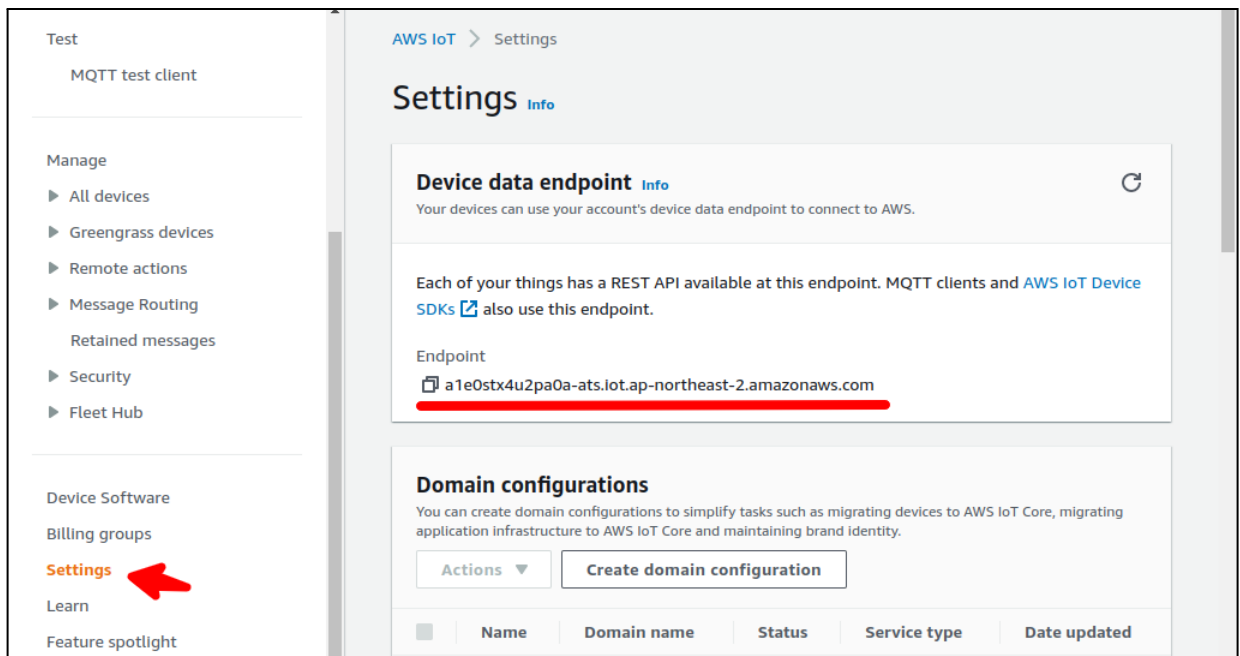 Test
MQTT test client
Manage
All devices
Greengrass devices
Remote actions
Message Routing
Retained messages
Security
Fleet Hub
Device Software
Billing groups
Settings
Learn
Feature spotlight
AWS IoT > Settings
Settings Info
Device data endpoint Info
Your devices can use your account's device data endpoint to connect to AWS.
Each of your things has a REST API available at this endpoint. MQTT clients and AWS IoT Device
SDKs also use this endpoint.
Endpoint
a1e0stx4u2pa0a-ats.iot.ap-northeast-2.amazonaws.com
Domain configurations
You can create domain configurations to simplify tasks such as migrating devices to AWS IoT Core, migrating
application infrastructure to AWS IoT Core and maintaining brand identity.
Actions Create domain configuration
Name Domain name Status Service type Date updated